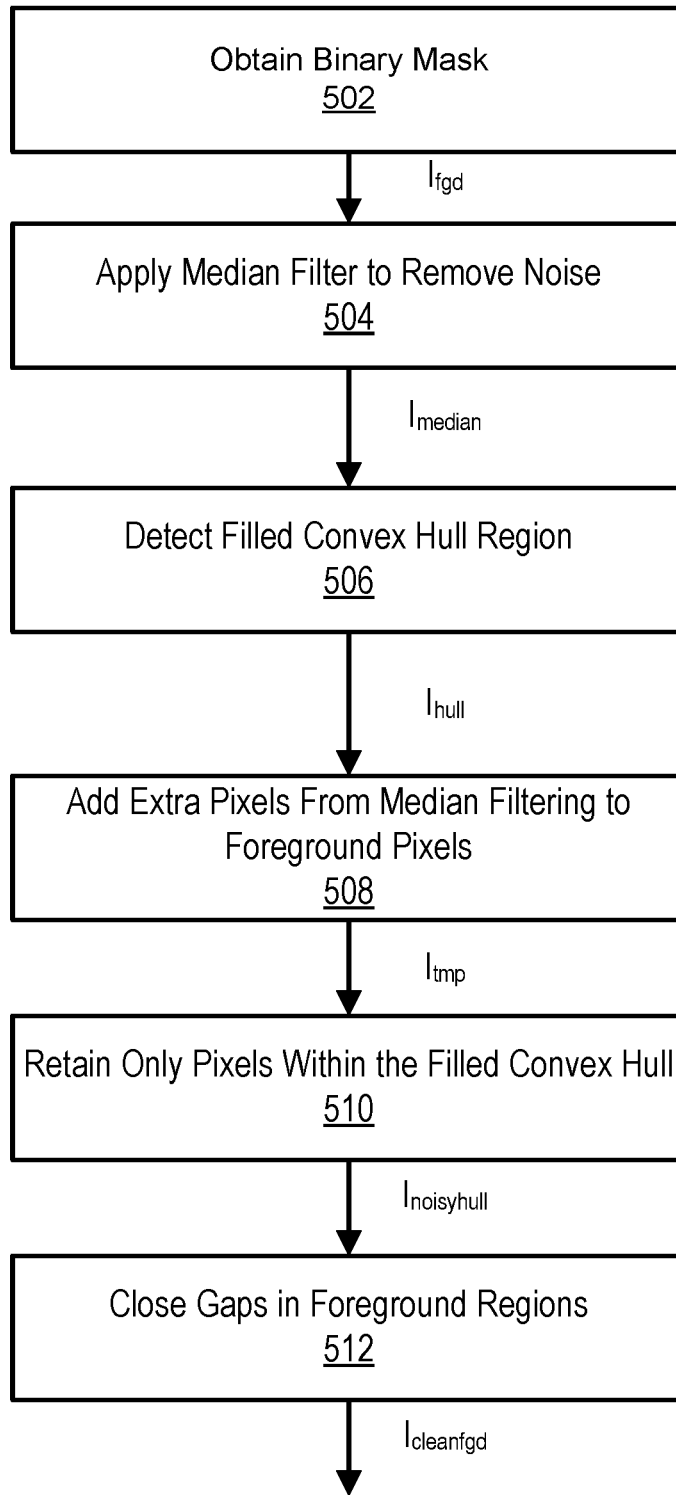 Obtain Binary Mask
502
Ifgd
Apply Median Filter to Remove Noise
504
Imedian
Detect Filled Convex Hull Region
506
Ihull
Add Extra Pixels From Median Filtering to
Foreground Pixels
508
Itmp
Retain Only Pixels Within the Filled Convex Hull
510
Inoisyhull
Close Gaps in Foreground Regions
512
Icleanfgd